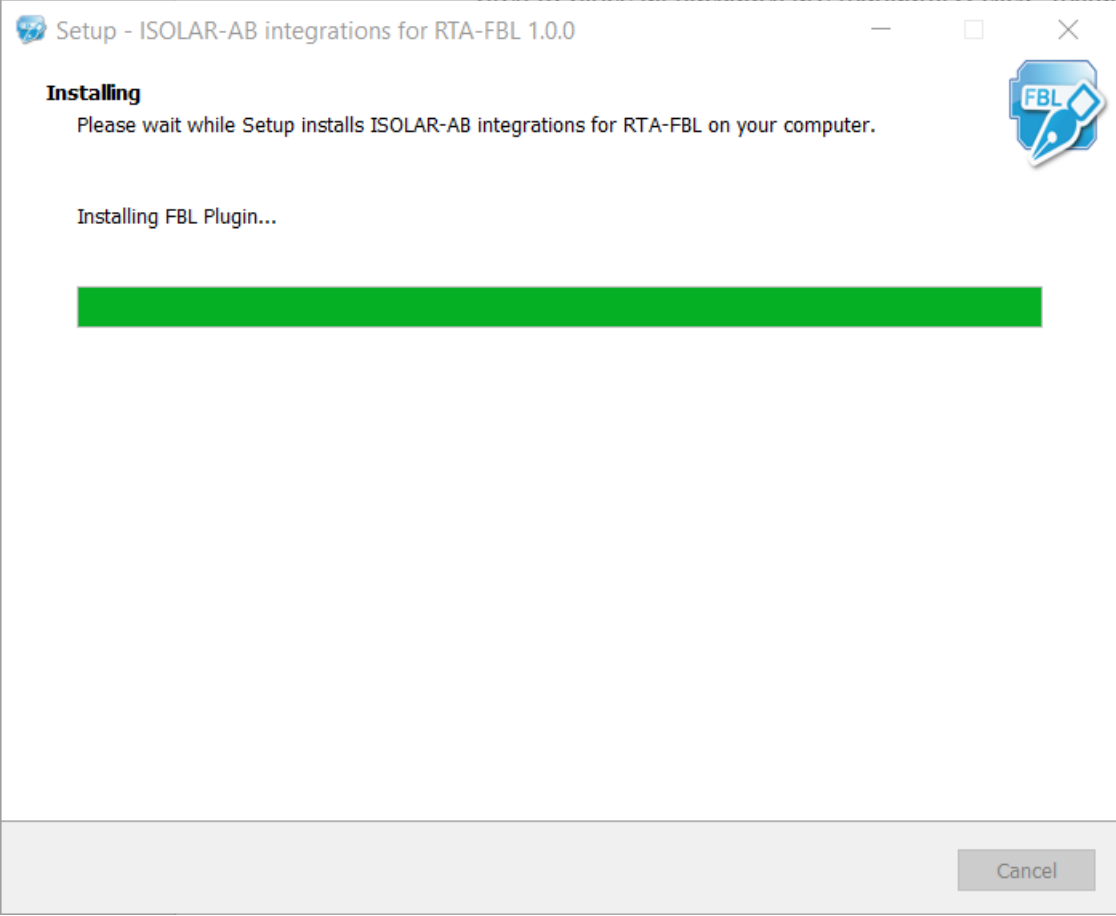 Setup - ISOLAR-AB integrations for RTA-FBL 1.0.0
Installing
Please wait while Setup installs ISOLAR-AB integrations for RTA-FBL on your computer.
FBL
Installing FBL Plugin...
Cancel